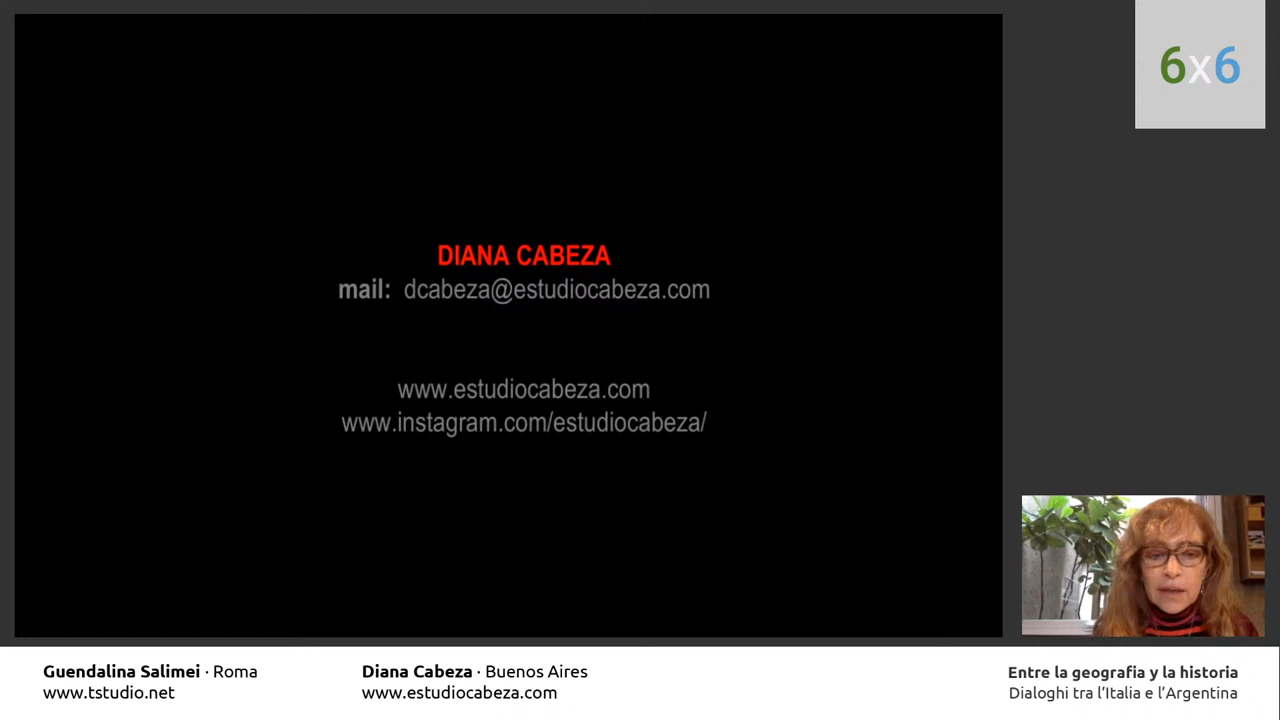 6x6
DIANA CABEZA
mail: dcabeza@estudiocabeza.com
www.estudiocabeza.com
www.instagram.com/estudiocabeza/
Guendalina Salimei · Roma
www.tstudio.net
Diana Cabeza · Buenos Aires
www.estudiocabeza.com
Entre la geografia y la historia
Dialoghi tra l'Italia e l'Argentina